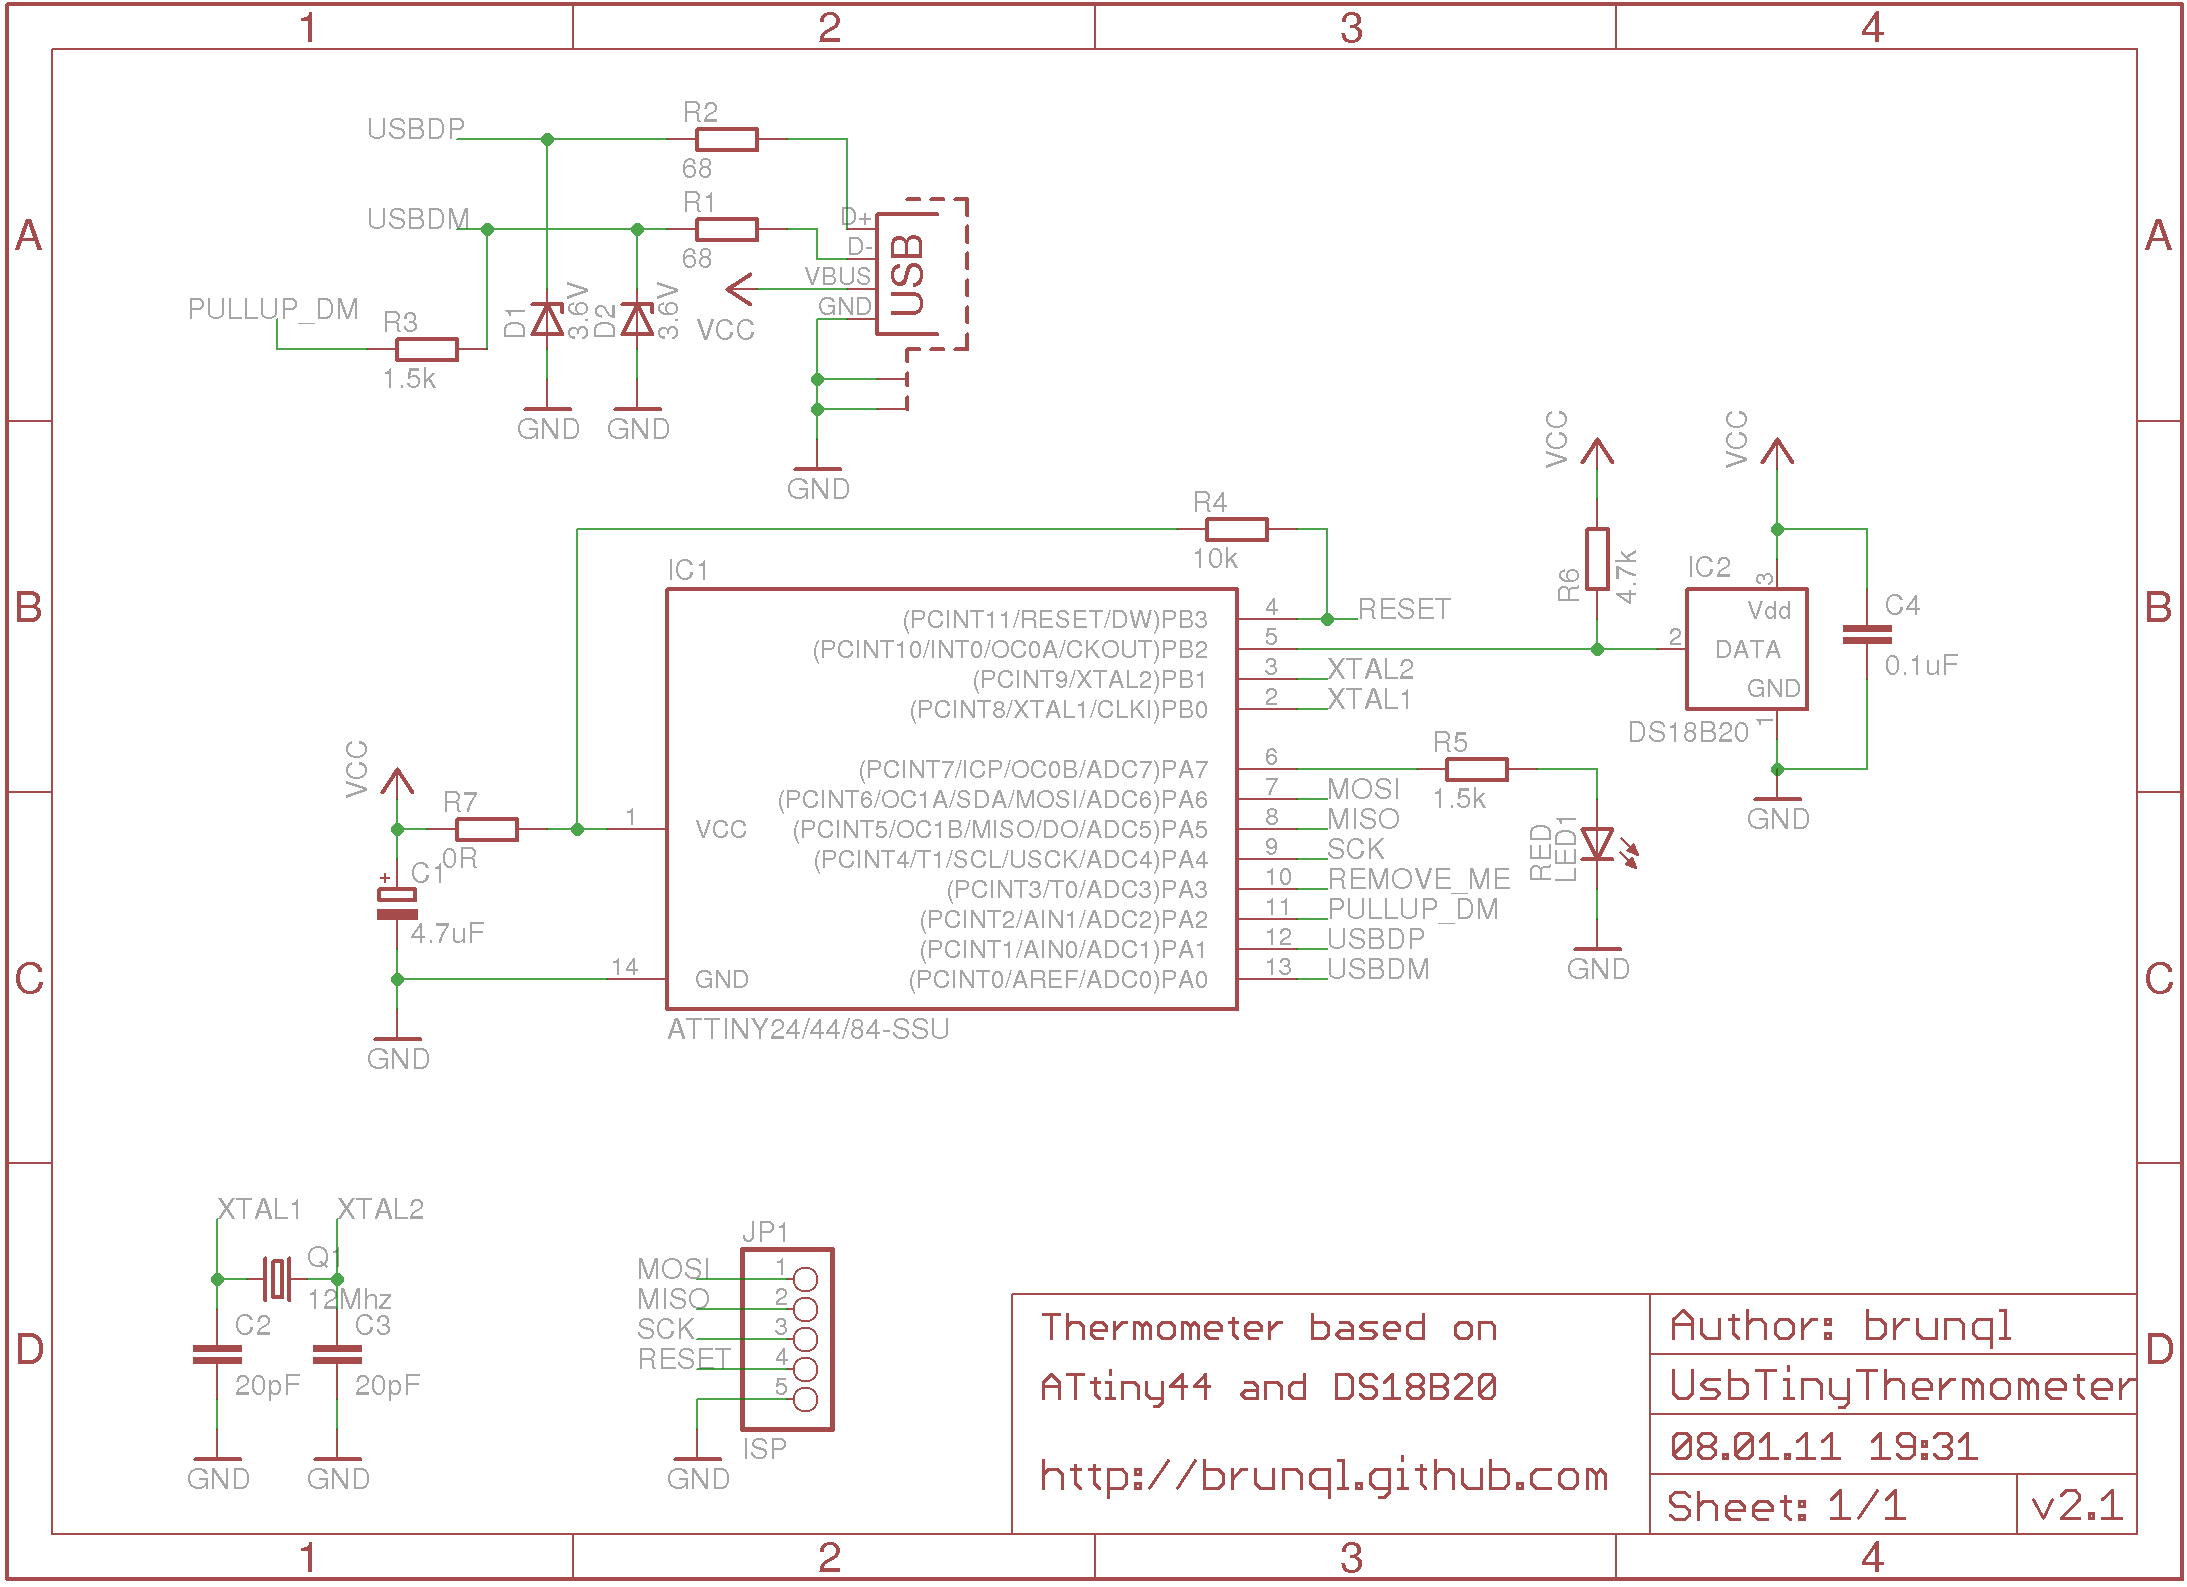 1 2 3 4
A A
USBDP
R2
68
USBDM
R1
68
D+
D-
VBUS
GND
USB
VCC
PULLUP_DM
R3
1.5k
D1
3.6V
D2
3.6V
GND GND
GND
B B
R4
10k
VCC
R6
4.7k
VCC
IC2
3
Vdd
2 DATA
GND
1
DS18B20
C4
0.1uF
GND
IC1
(PCINT11/RESET/DW)PB3 4 RESET
(PCINT10/INT0/OC0A/CKOUT)PB2 5
(PCINT9/XTAL2)PB1 3 XTAL2
(PCINT8/XTAL1/CLKI)PB0 2 XTAL1
(PCINT7/ICP/OC0B/ADC7)PA7 6
(PCINT6/OC1A/SDA/MOSI/ADC6)PA6 7 MOSI
1 VCC (PCINT5/OC1B/MISO/DO/ADC5)PA5 8 MISO
(PCINT4/T1/SCL/USCK/ADC4)PA4 9 SCK
(PCINT3/T0/ADC3)PA3 10 REMOVE_ME
(PCINT2/AIN1/ADC2)PA2 11 PULLUP_DM
(PCINT1/AIN0/ADC1)PA1 12 USBDP
14 GND (PCINT0/AREF/ADC0)PA0 13 USBDM
ATTINY24/44/84-SSU
R5
1.5k
RED
LED1
GND
VCC
R7
0R
+ C1
4.7uF
GND
C C
XTAL1 XTAL2
Q1
12Mhz
C2 C3
20pF 20pF
GND GND
JP1
MOSI 1
MISO 2
SCK 3
RESET 4
5
ISP
GND
D D
Thermometer based on
ATtiny44 and DS18B20
http://brunql.github.com
Author: brunql
UsbTinyThermometer
08.01.11 19:31
Sheet: 1/1 v2.1
1 2 3 4